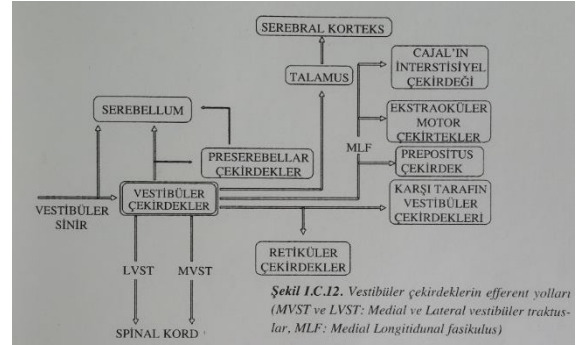 SEREBRAL KORTEKS
CAJAL'IN
İNTERSTİSİYEL
ÇEKİRDEĞİ
TALAMUS
SEREBELLUM
EKSTRAOKÜLER
MOTOR
ÇEKİRTEKLER
MLF
PRESEREBELLAR
ÇEKİRDEKLER
PREPOSİTUS
ÇEKİRDEK
VESTİBÜLER
SİNİR
VESTİBÜLER
ÇEKİRDEKLER
KARŞI TARAFIN
VESTİBÜLER
ÇEKİRDEKLERİ
RETİKÜLER
ÇEKİRDEKLER
LVST
MVST
SPİNAL KORD
Şekil I.C.12. Vestibüler çekirdeklerin efferent yolları
(MVST ve LVST: Medial ve Lateral vestibüler traktus-
lar, MLF: Medial Longitidunal fasikulus)